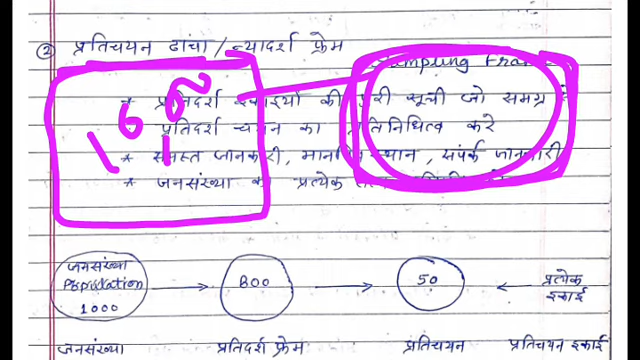 ② प्रतिचयन ढांचा / न्यादर्श फ्रेम
Sampling Frame
* प्रतिदर्श इकाइयों की पूरी सूची जो समग्र
प्रतिदर्श चयन का प्रतिनिधित्व करे
* समस्त जानकारी, स्थान, संपर्क जानकारी
* जनसंख्या का प्रत्येक
जनसंख्या Population 1000
800
50
प्रत्येक इकाई
जनसंख्या प्रतिदर्श फ्रेम प्रतिचयन प्रतिचयन इकाई